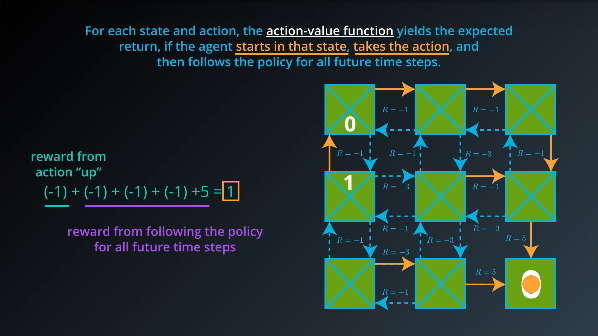 For each state and action, the action-value function yields the expected
return, if the agent starts in that state, takes the action, and
then follows the policy for all future time steps.
reward from
action “up”
(-1) + (-1) + (-1) + (-1) +5 = 1
reward from following the policy
for all future time steps
0
R = -1 R = -1
R = -1 R = -1 R = -3 R = -1
1
R = -3 R = -1
R = -1 R = -3
R = -1 R = -3 R = 5
R = -3 R = 5
R = -1
0